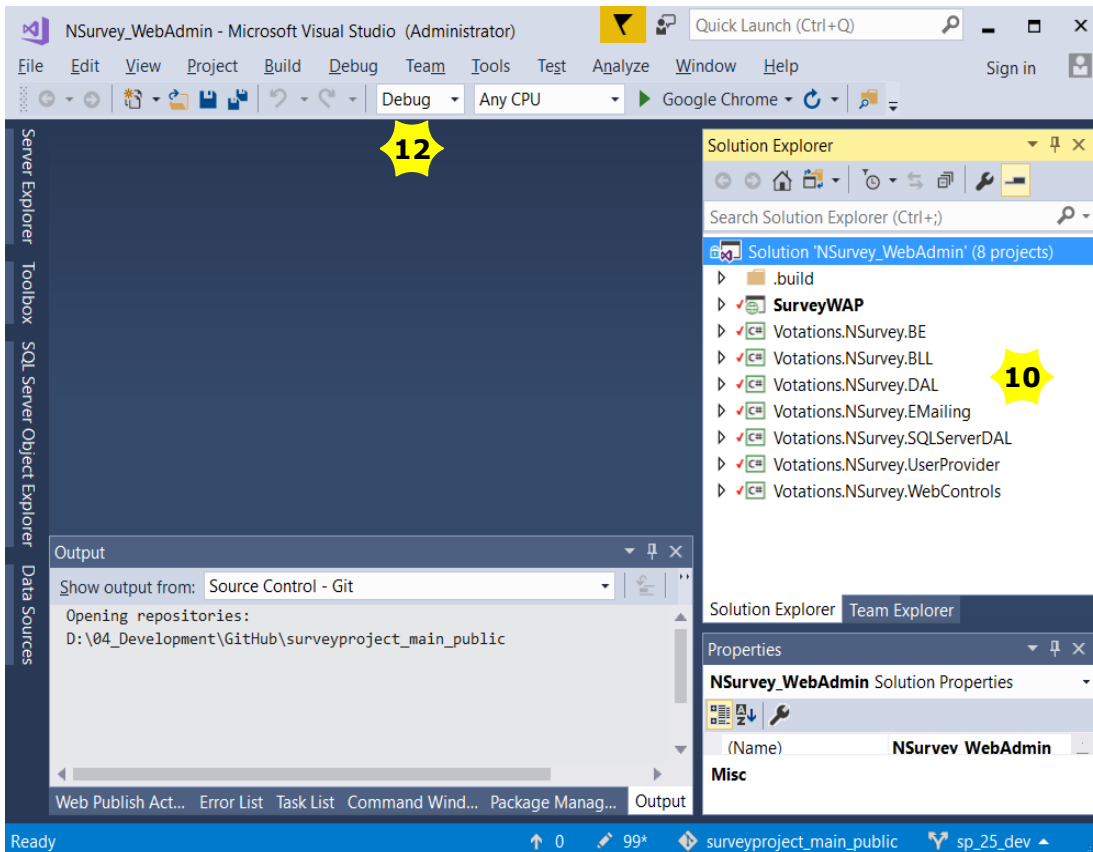 NSurvey_WebAdmin - Microsoft Visual Studio (Administrator)
Quick Launch (Ctrl+Q)
File Edit View Project Build Debug Team Tools Test Analyze Window Help Sign in
Debug Any CPU Google Chrome
12
Server Explorer
Toolbox
SQL Server Object Explorer
Data Sources
Solution Explorer
Search Solution Explorer (Ctrl+;)
Solution 'NSurvey_WebAdmin' (8 projects)
.build
SurveyWAP
Votations.NSurvey.BE
Votations.NSurvey.BLL
Votations.NSurvey.DAL
Votations.NSurvey.EMailing
Votations.NSurvey.SQLServerDAL
Votations.NSurvey.UserProvider
Votations.NSurvey.WebControls
10
Solution Explorer Team Explorer
Output
Show output from: Source Control - Git
Opening repositories:
D:\04_Development\GitHub\surveyproject_main_public
Properties
NSurvey_WebAdmin Solution Properties
(Name) NSurvey_WebAdmin
Misc
Web Publish Act... Error List Task List Command Wind... Package Manag... Output
Ready 0 99* surveyproject_main_public sp_25_dev